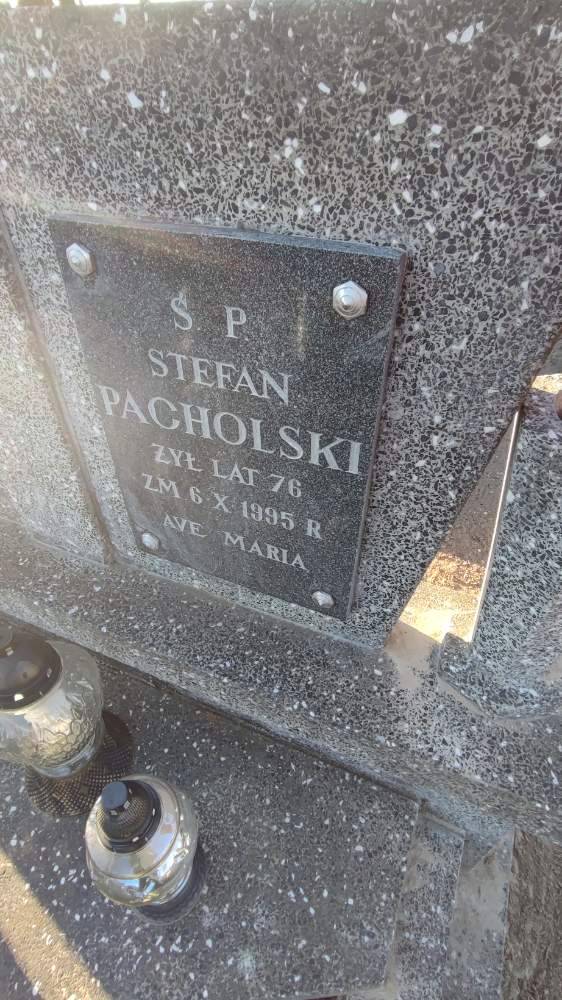 Ś. P.
STEFAN
PACHOLSKI
ŻYŁ LAT 76
ZM 6 X 1995 R
AVE MARIA